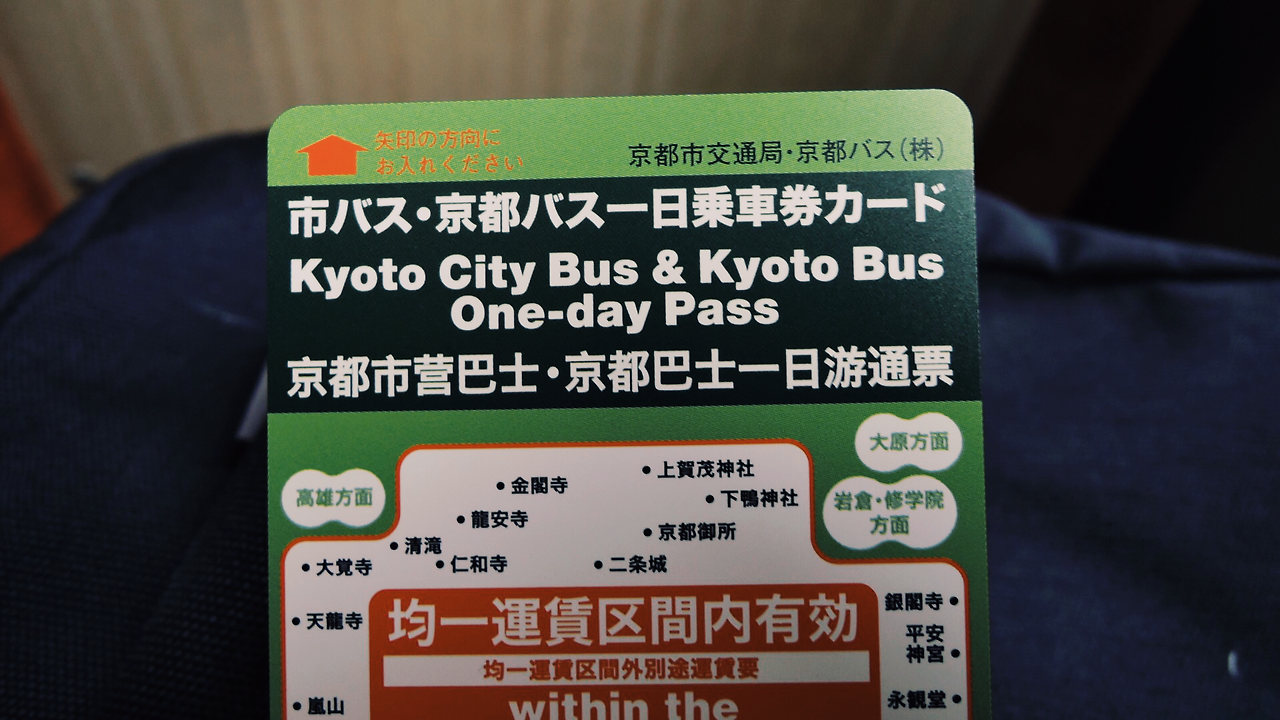 矢印の方向に
お入れください
京都市交通局・京都バス(株)
市バス・京都バス一日乗車券カード
Kyoto City Bus & Kyoto Bus
One-day Pass
京都市营巴士・京都巴士一日游通票
大原方面
高雄方面
岩倉・修学院
方面
・上賀茂神社
・金閣寺
・下鴨神社
・龍安寺
・京都御所
・清滝
・大覚寺
・仁和寺
・二条城
・天龍寺
・嵐山
均一運賃区間内有効
均一運賃区間外別途運賃要
within the
銀閣寺・
平安
神宮・
永観堂・